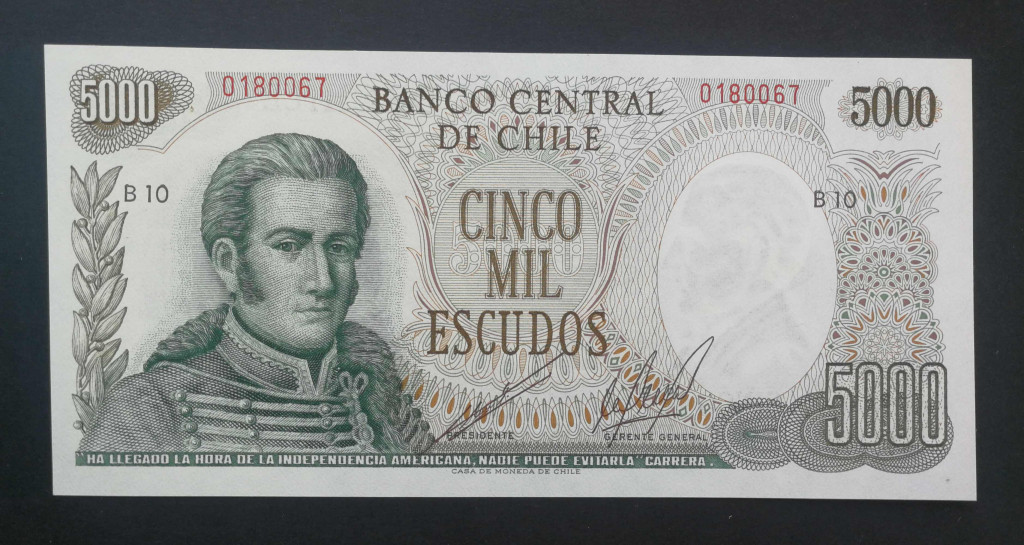 5000
0180067
BANCO CENTRAL
DE CHILE
0180067
5000
B 10
B 10
CINCO
MIL
ESCUDOS
PRESIDENTE
GERENTE GENERAL
5000
"HA LLEGADO LA HORA DE LA INDEPENDENCIA AMERICANA, NADIE PUEDE EVITARLA" CARRERA.
CASA DE MONEDA DE CHILE